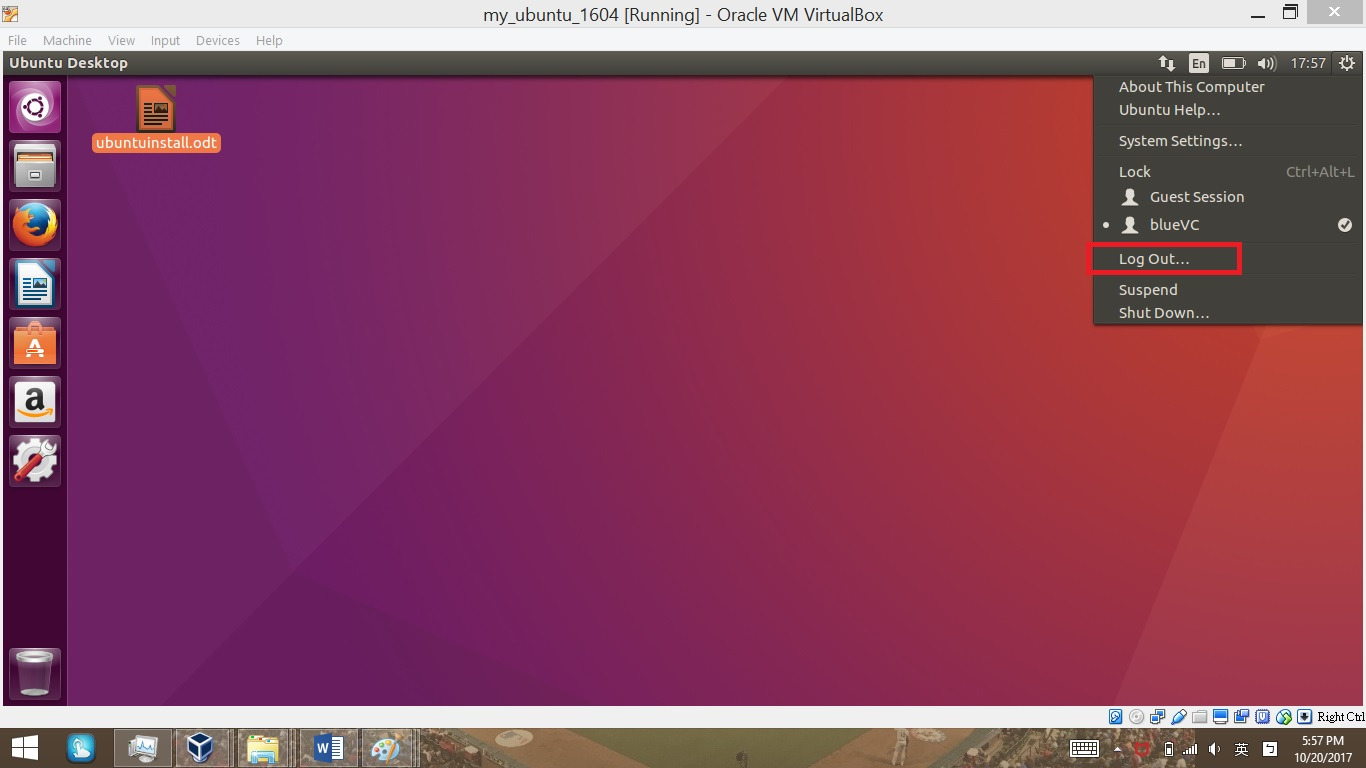 my_ubuntu_1604 [Running] - Oracle VM VirtualBox
File Machine View Input Devices Help
Ubuntu Desktop
En
17:57
ubuntuinstall.odt
About This Computer
Ubuntu Help...
System Settings...
Lock Ctrl+Alt+L
Guest Session
blueVC
Log Out...
Suspend
Shut Down...
Right Ctrl
英
5:57 PM
10/20/2017